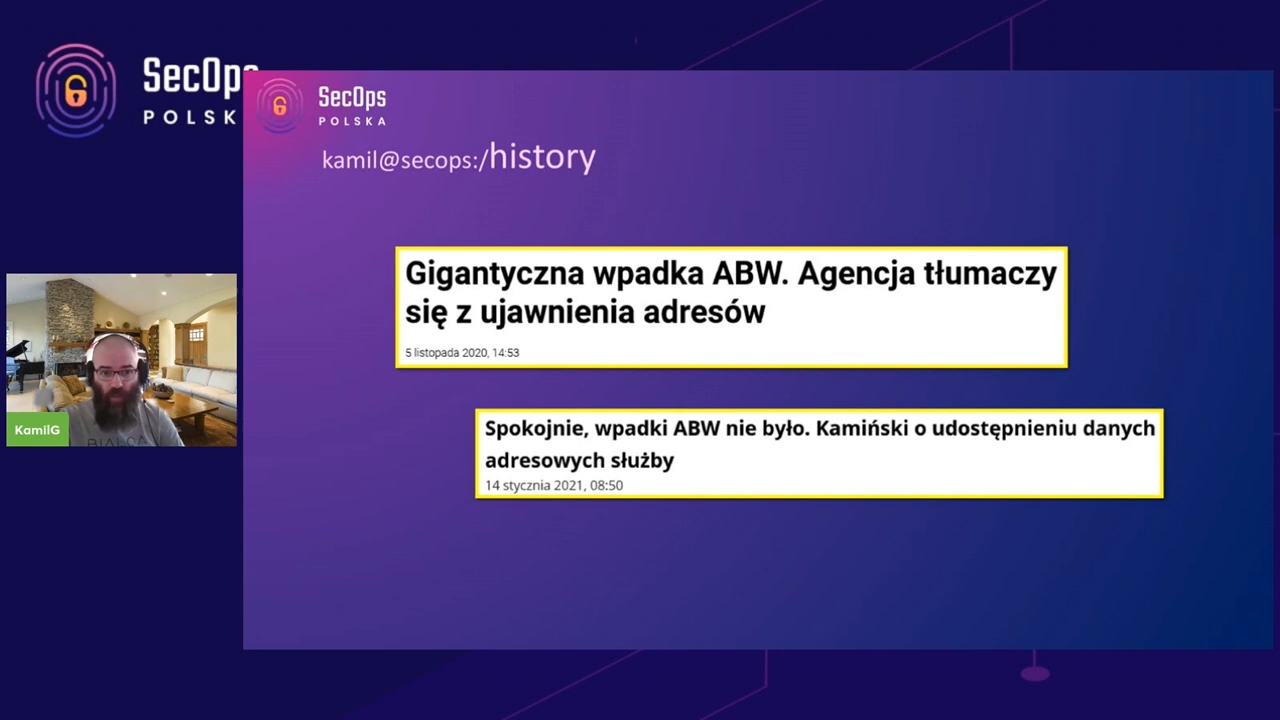 SecOps
POLSK
SecOps
POLSKA
kamil@secops:/history
Gigantyczna wpadka ABW. Agencja tłumaczy
się z ujawnienia adresów
5 listopada 2020, 14:53
Spokojnie, wpadki ABW nie było. Kamiński o udostępnieniu danych
adresowych służby
14 stycznia 2021, 08:50
KamilG